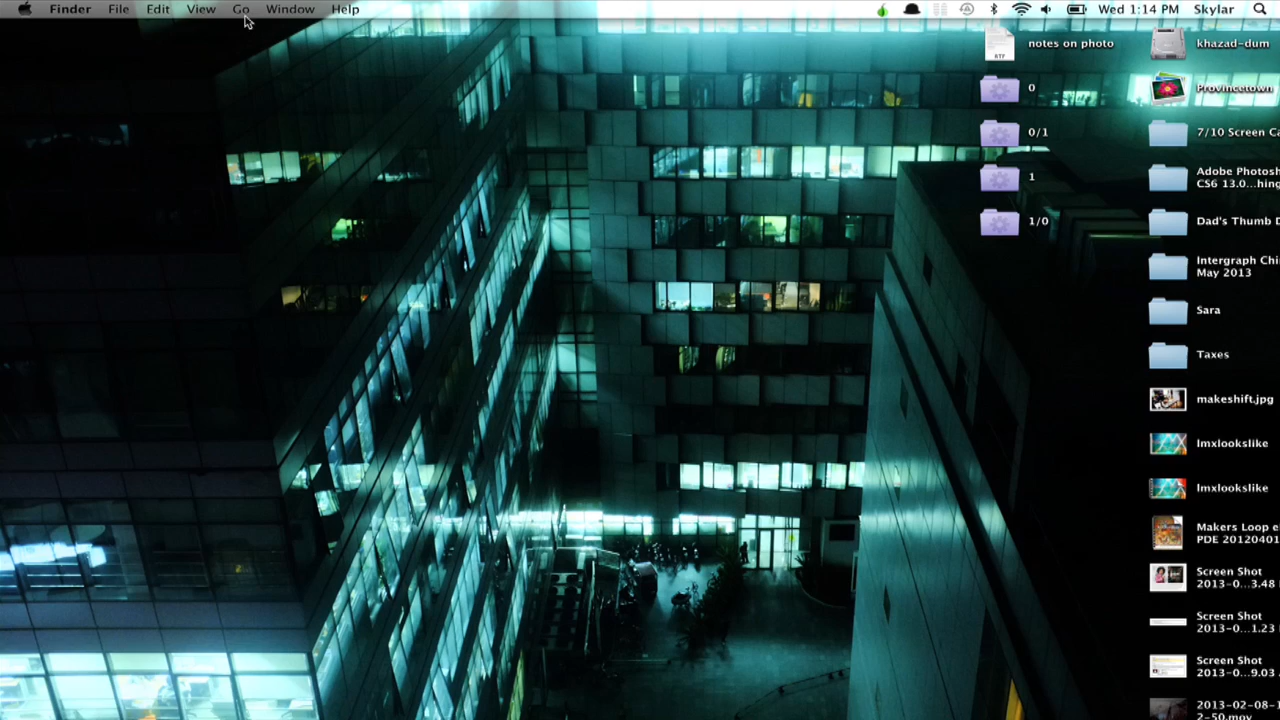 Finder File Edit View Go Window Help
Wed 1:14 PM Skylar
notes on photo
RTF
0
0/1
1
1/0
khazad-dum
Provincetown
7/10 Screen C
Adobe Photosh
CS6 13.0...hing
Dad's Thumb
Intergraph Chi
May 2013
Sara
Taxes
makeshift.jpg
lmxlookslike
lmxlookslike
Makers Loop e
PDE 20120401
Screen Shot
2013-0...3.48
Screen Shot
2013-0...1.23
Screen Shot
2013-0...9.03
2013-02-08-1
2-50.mov